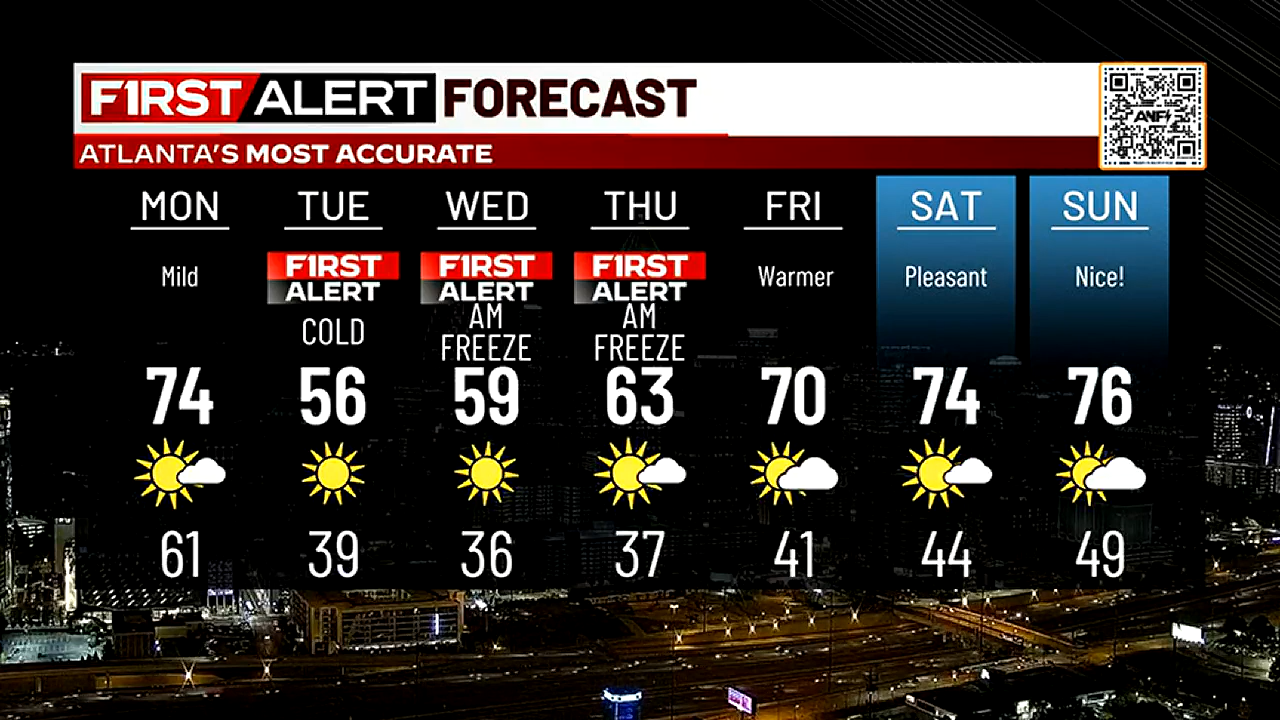 F1RST ALERT FORECAST
ATLANTA'S MOST ACCURATE
ANF
MON TUE WED THU FRI SAT SUN
Mild F1RST ALERT F1RST ALERT F1RST ALERT Warmer Pleasant Nice!
COLD AM FREEZE AM FREEZE
74 56 59 63 70 74 76
61 39 36 37 41 44 49